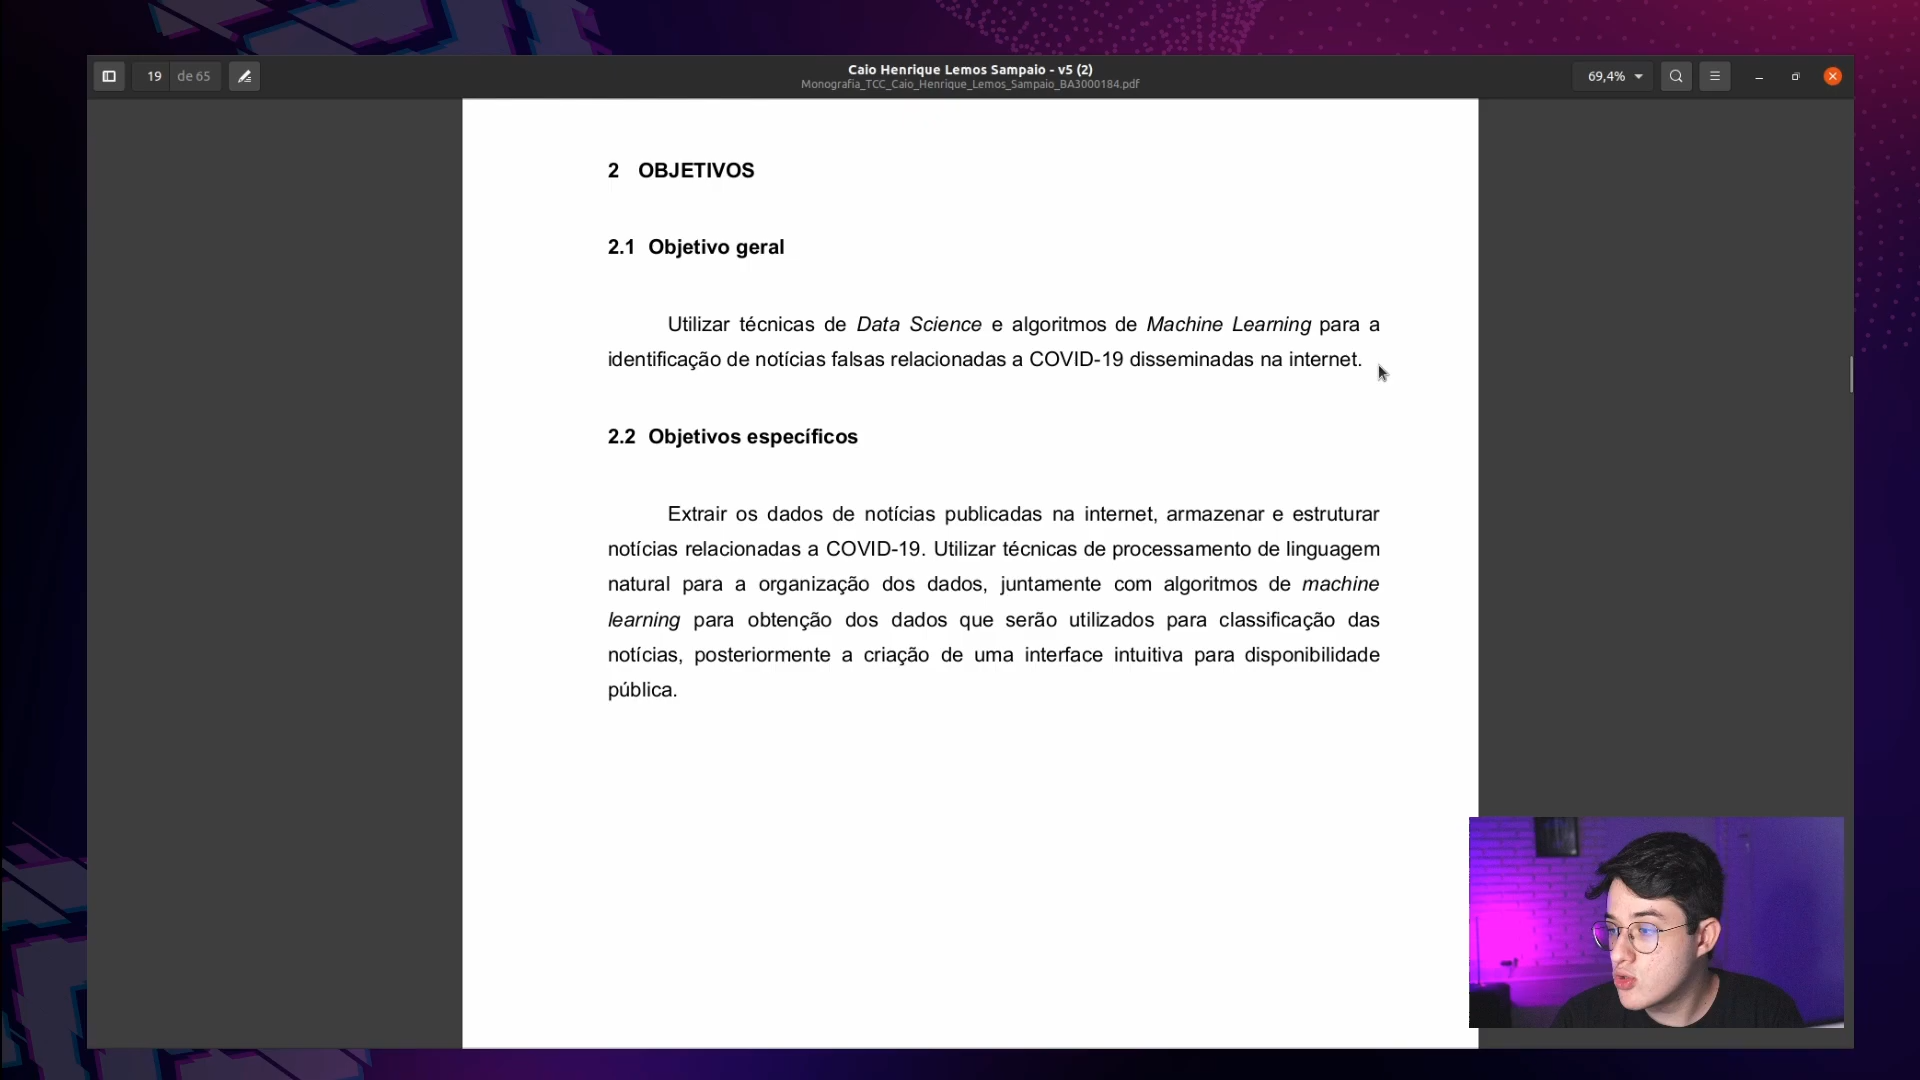 19 de 65
Caio Henrique Lemos Sampaio - v5 (2)
Monografia_TCC_Caio_Henrique_Lemos_Sampaio_BA3000184.pdf
69,4%
2 OBJETIVOS
2.1 Objetivo geral
Utilizar técnicas de Data Science e algoritmos de Machine Learning para a
identificação de notícias falsas relacionadas a COVID-19 disseminadas na internet.
2.2 Objetivos específicos
Extrair os dados de notícias publicadas na internet, armazenar e estruturar
notícias relacionadas a COVID-19. Utilizar técnicas de processamento de linguagem
natural para a organização dos dados, juntamente com algoritmos de machine
learning para obtenção dos dados que serão utilizados para classificação das
notícias, posteriormente a criação de uma interface intuitiva para disponibilidade
pública.